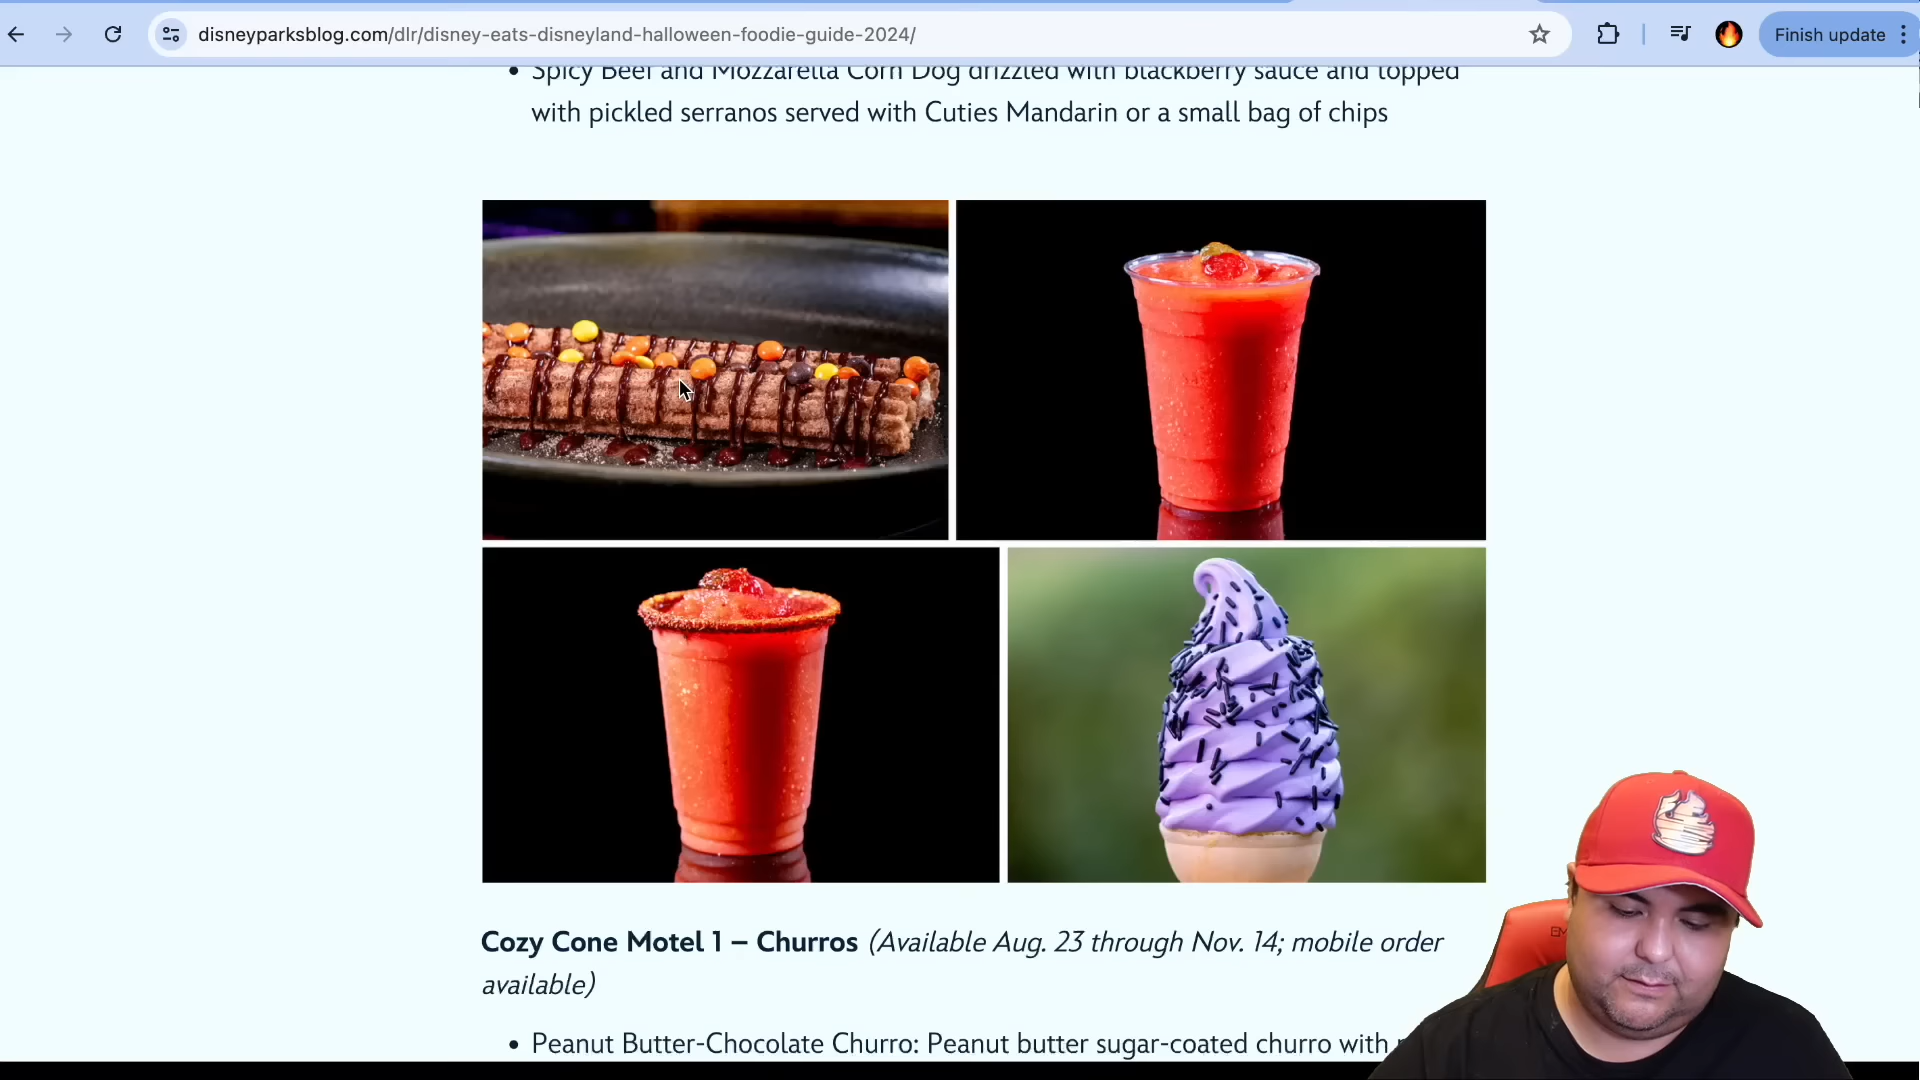 disneyparksblog.com/dlr/disney-eats-disneyland-halloween-foodie-guide-2024/
Finish update
• Spicy Beef and Mozzarella Corn Dog drizzled with blackberry sauce and topped
with pickled serranos served with Cuties Mandarin or a small bag of chips
Cozy Cone Motel 1 – Churros (Available Aug. 23 through Nov. 14; mobile order
available)
• Peanut Butter-Chocolate Churro: Peanut butter sugar-coated churro with